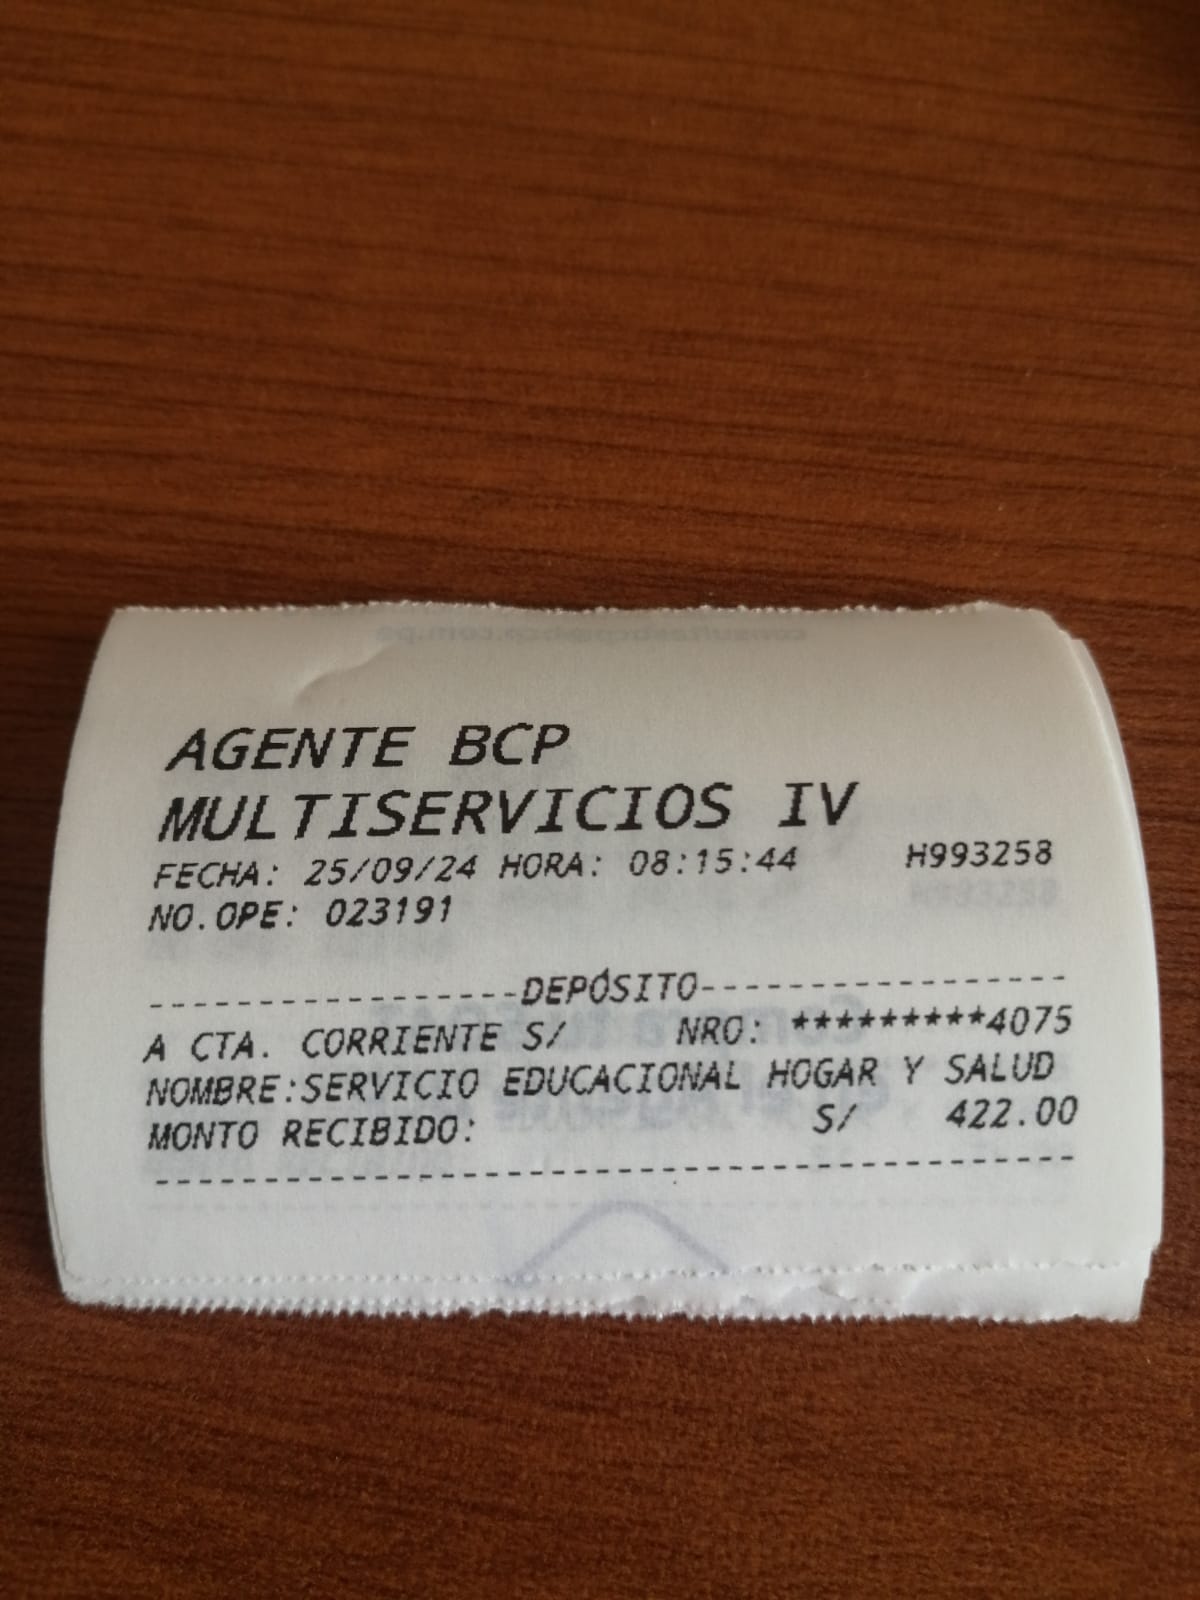 AGENTE BCP
MULTISERVICIOS IV
FECHA: 25/09/24 HORA: 08:15:44 H993258
NO.OPE: 023191
-----------------DEPÓSITO-----------------
A CTA. CORRIENTE S/ NRO: *********4075
NOMBRE:SERVICIO EDUCACIONAL HOGAR Y SALUD
MONTO RECIBIDO: S/ 422.00
------------------------------------------